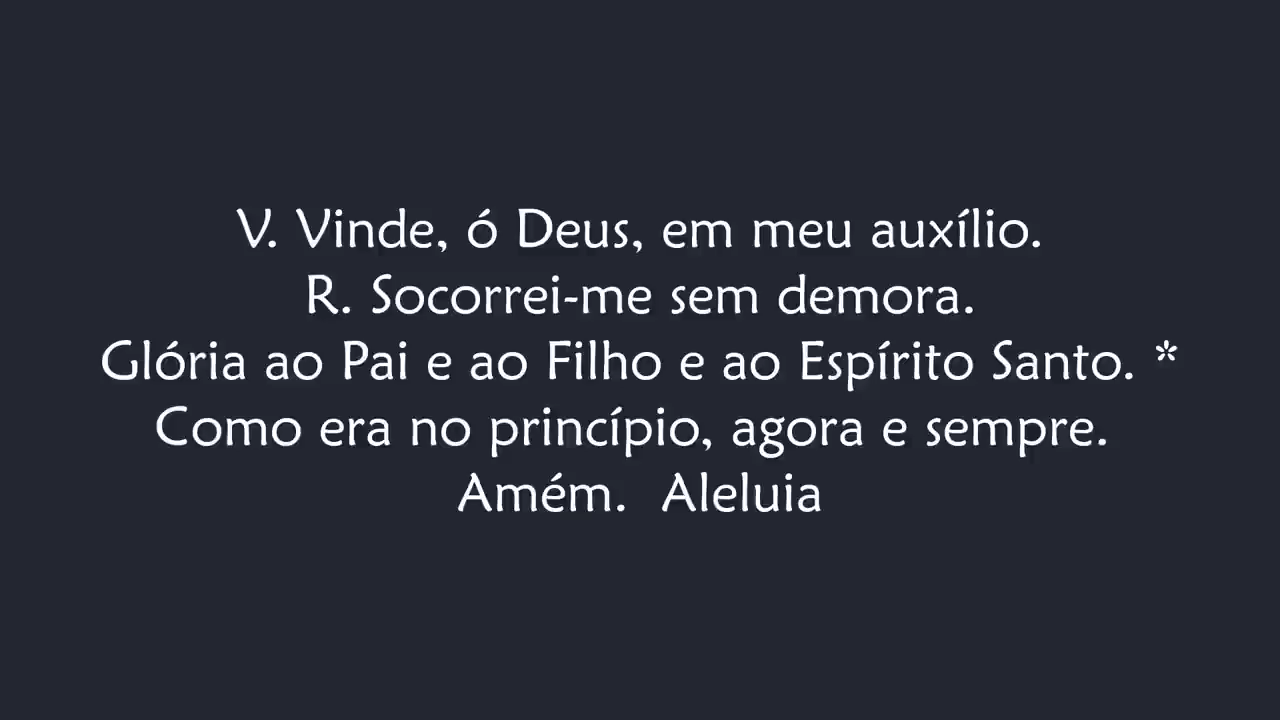 V. Vinde, ó Deus, em meu auxílio.
R. Socorrei-me sem demora.
Glória ao Pai e ao Filho e ao Espírito Santo. *
Como era no princípio, agora e sempre.
Amém.  Aleluia